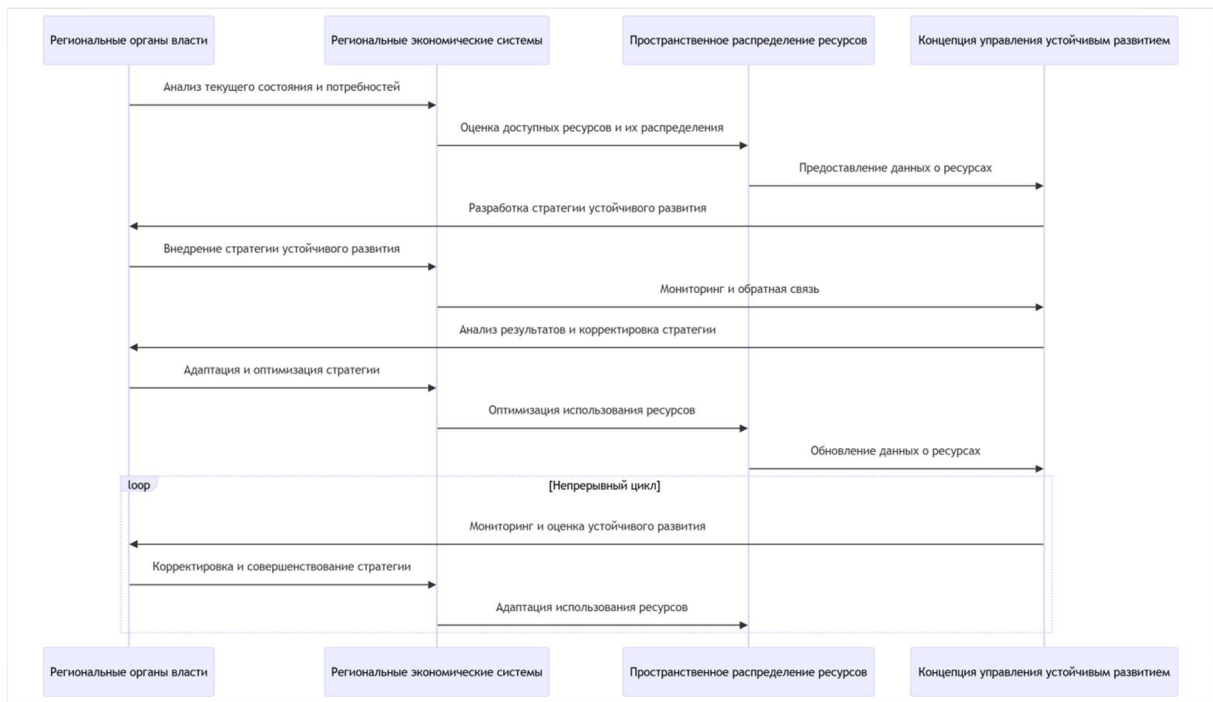 Региональные органы власти
Региональные экономические системы
Пространственное распределение ресурсов
Концепция управления устойчивым развитием
Анализ текущего состояния и потребностей
Оценка доступных ресурсов и их распределения
Предоставление данных о ресурсах
Разработка стратегии устойчивого развития
Внедрение стратегии устойчивого развития
Мониторинг и обратная связь
Анализ результатов и корректировка стратегии
Адаптация и оптимизация стратегии
Оптимизация использования ресурсов
Обновление данных о ресурсах
loop
[Непрерывный цикл]
Мониторинг и оценка устойчивого развития
Корректировка и совершенствование стратегии
Адаптация использования ресурсов
Региональные органы власти
Региональные экономические системы
Пространственное распределение ресурсов
Концепция управления устойчивым развитием